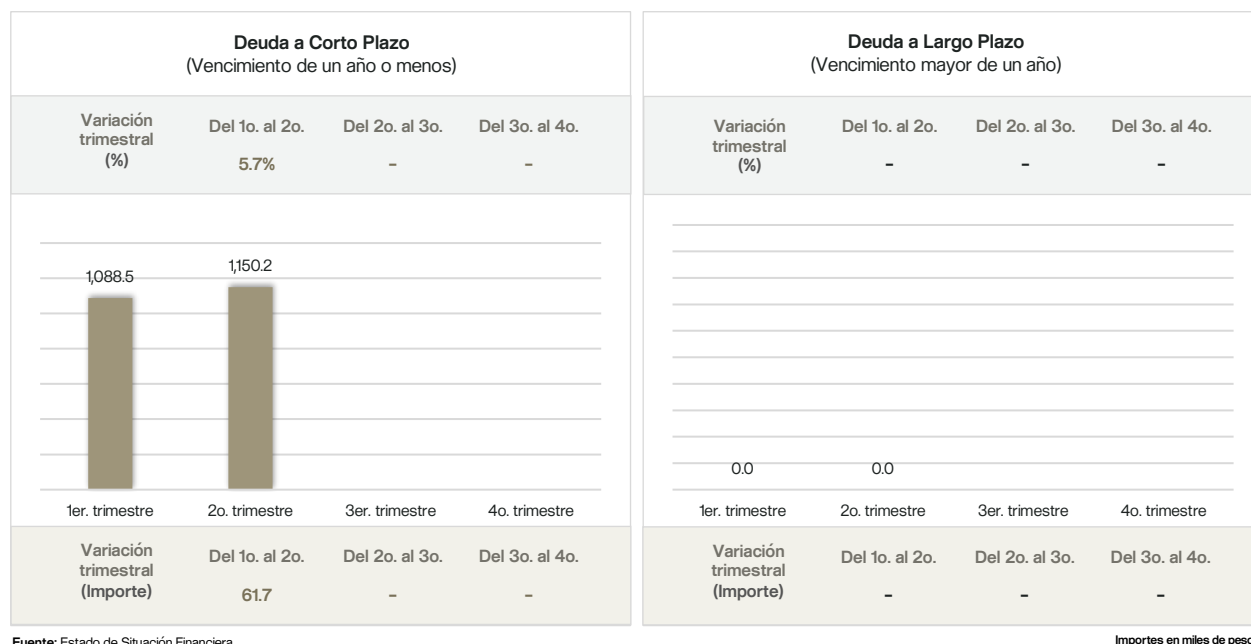 Deuda a Corto Plazo
(Vencimiento de un año o menos)
Variación
trimestral
(%)
Del 1o. al 2o.
Del 2o. al 3o.
Del 3o. al 4o.
5.7%
–
–
1,088.5
1,150.2
1er. trimestre
2o. trimestre
3er. trimestre
4o. trimestre
Variación
trimestral
(Importe)
Del 1o. al 2o.
Del 2o. al 3o.
Del 3o. al 4o.
61.7
–
–
Deuda a Largo Plazo
(Vencimiento mayor de un año)
Variación
trimestral
(%)
Del 1o. al 2o.
Del 2o. al 3o.
Del 3o. al 4o.
–
–
–
0.0
0.0
1er. trimestre
2o. trimestre
3er. trimestre
4o. trimestre
Variación
trimestral
(Importe)
Del 1o. al 2o.
Del 2o. al 3o.
Del 3o. al 4o.
–
–
–
Fuente: Estado de Situación Financiera
Importes en miles de peso